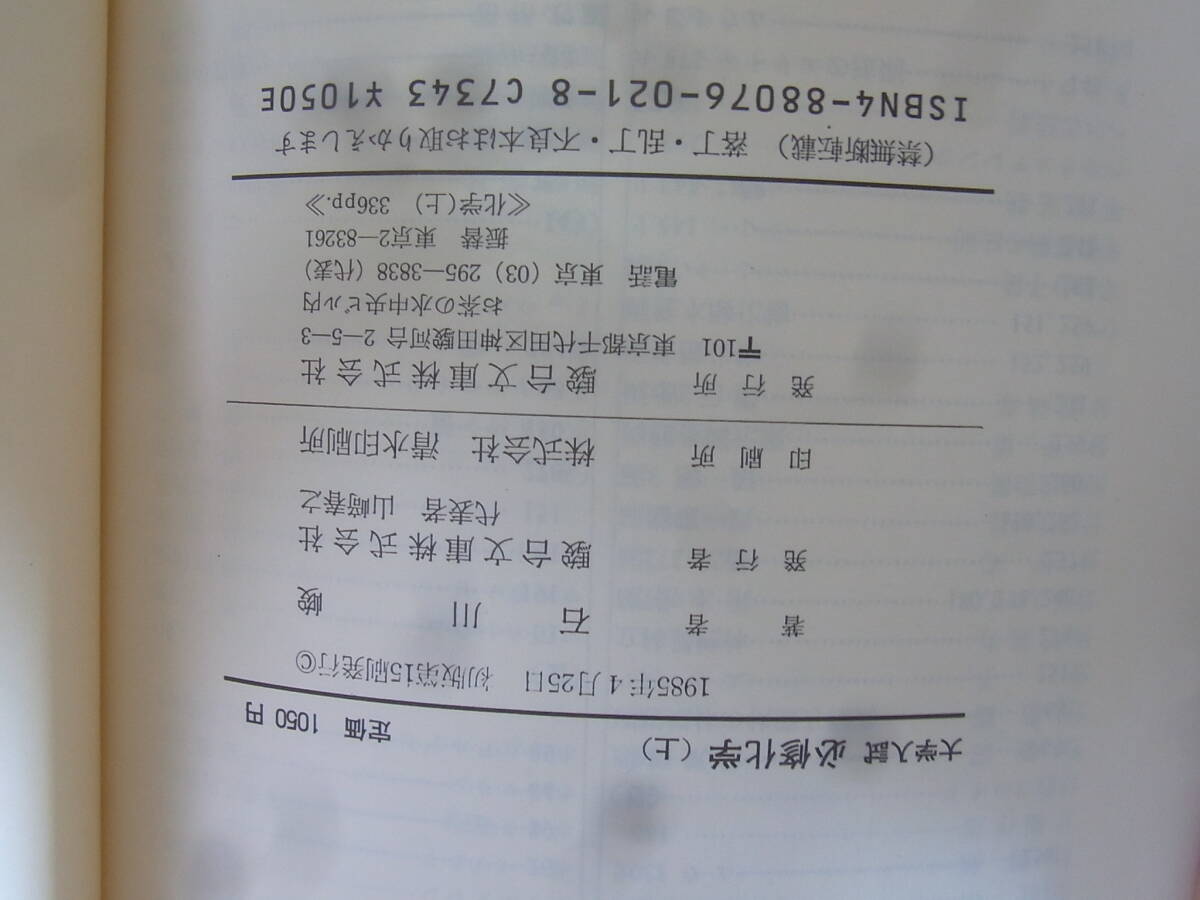 大学入試 必修化学（上） 定価 1050円
1985年4月25日 初版第15刷発行©
著者 石川 峻
発行者 駿台文庫株式会社
代表者 山﨑春之
印刷所 株式会社 清水印刷所
発行所 駿台文庫株式会社
〒101 東京都千代田区神田駿河台 2—5—3
お茶の水中央ビル内
電話 東京 (03) 295—3838（代表）
振替 東京2—83261
≪化学(上) 336pp.≫
（禁無断転載） 落丁・乱丁・不良本はお取りかえします
ISBN4-88076-021-8 C7343 ¥1050E